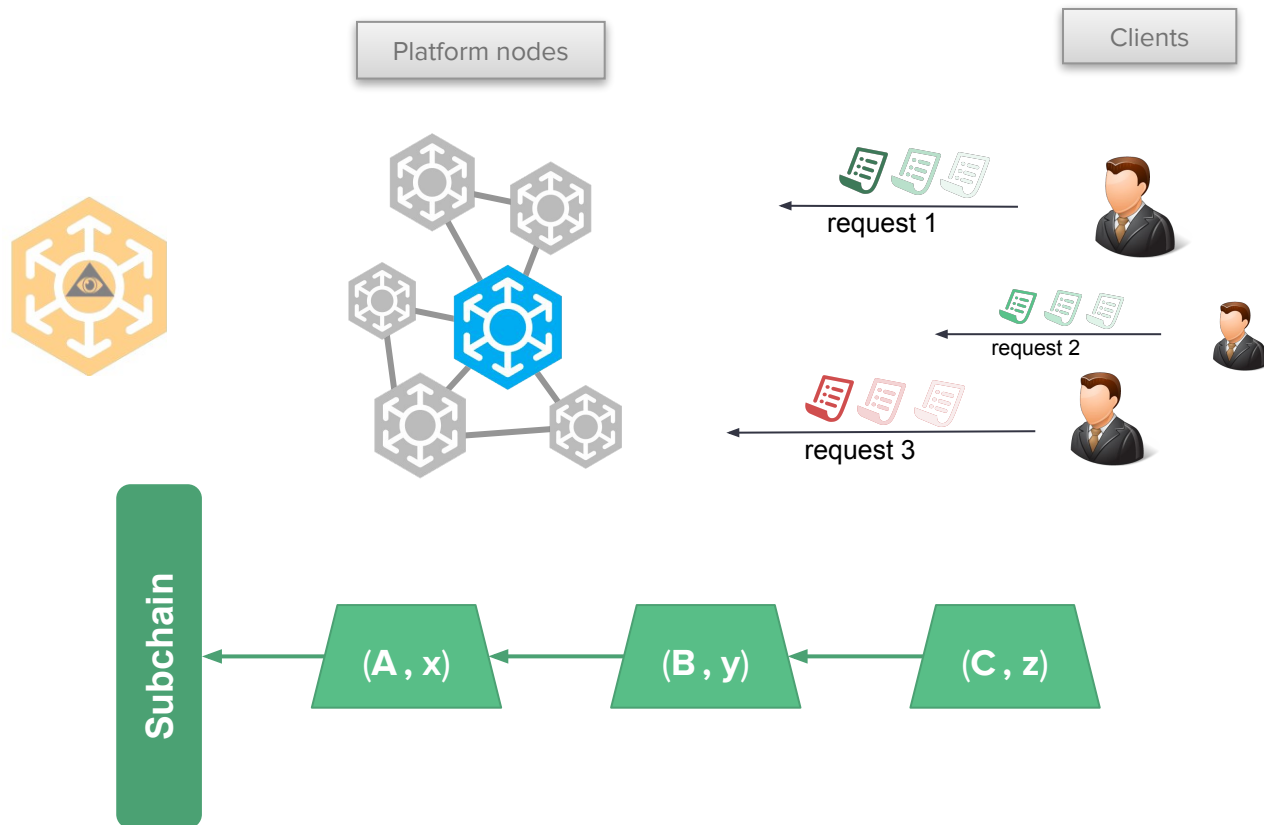 Platform nodes
Clients
request 1
request 2
request 3
Subchain
(A , x)
(B , y)
(C , z)